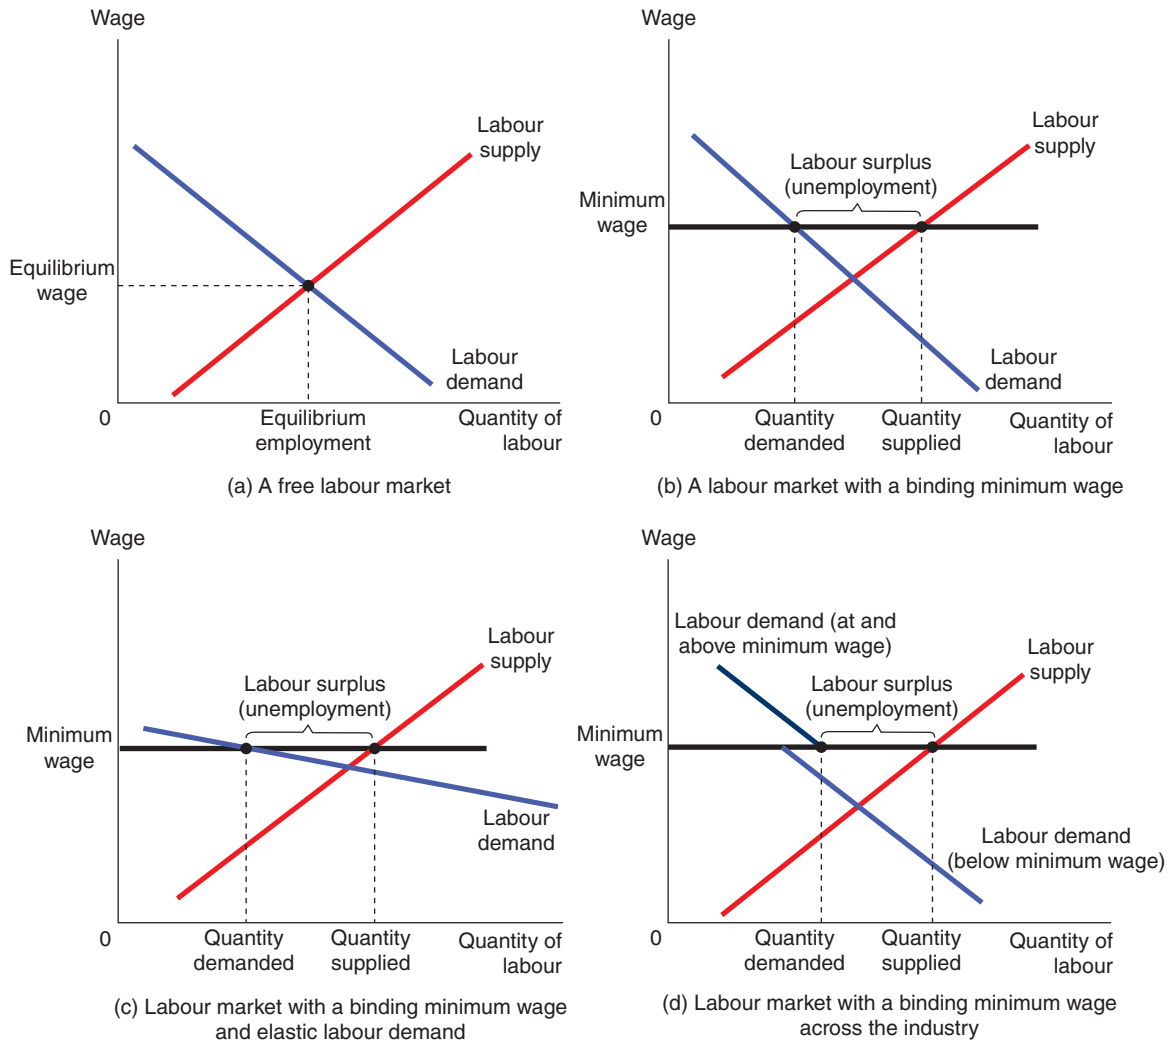 Wage
Labour
supply
Equilibrium
wage
Labour
demand
0
Equilibrium
employment
Quantity of
labour
(a) A free labour market
Wage
Labour
supply
Labour surplus
(unemployment)
Minimum
wage
Labour
demand
0
Quantity
demanded
Quantity
supplied
Quantity of
labour
(b) A labour market with a binding minimum wage
Wage
Labour
supply
Labour surplus
(unemployment)
Minimum
wage
Labour
demand
0
Quantity
demanded
Quantity
supplied
Quantity of
labour
(c) Labour market with a binding minimum wage
and elastic labour demand
Wage
Labour demand (at and
above minimum wage)
Labour
supply
Labour surplus
(unemployment)
Minimum
wage
Labour demand
(below minimum wage)
0
Quantity
demanded
Quantity
supplied
Quantity of
labour
(d) Labour market with a binding minimum wage
across the industry